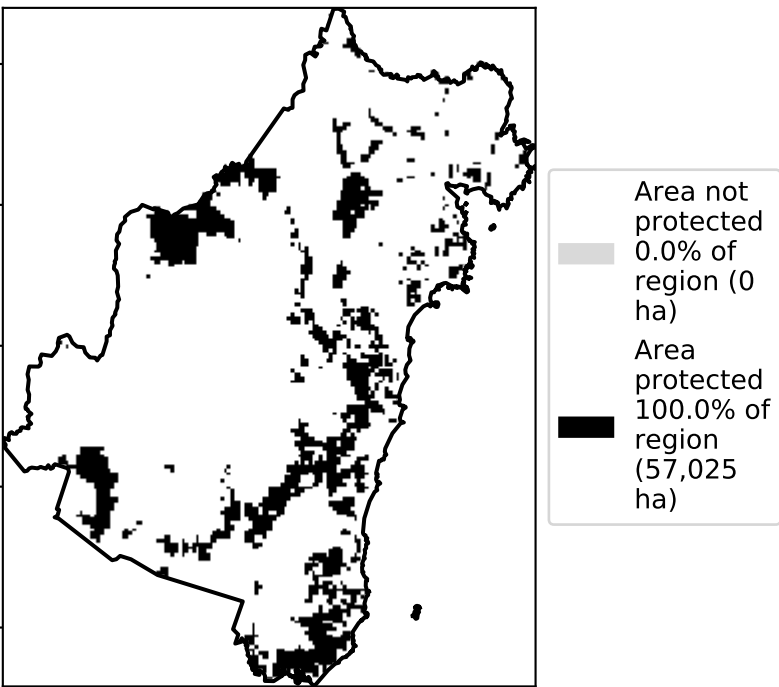 Area not
protected
0.0% of
region (0
ha)
Area
protected
100.0% of
region
(57,025
ha)